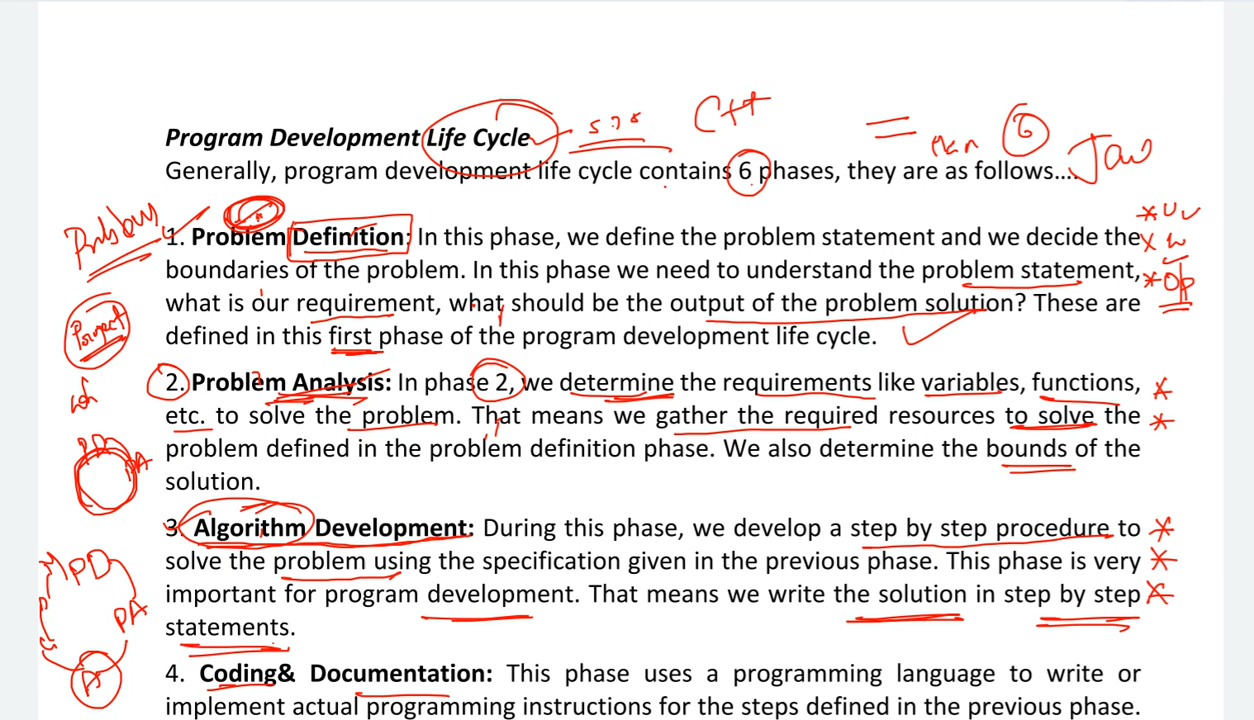 C++
Program Development Life Cycle
6
Java
Generally, program development life cycle contains 6 phases, they are as follows....
Problem
1. Problem Definition: In this phase, we define the problem statement and we decide the
boundaries of the problem. In this phase we need to understand the problem statement,
what is our requirement, what should be the output of the problem solution? These are
Project
defined in this first phase of the program development life cycle.
2. Problem Analysis: In phase 2, we determine the requirements like variables, functions,
etc. to solve the problem. That means we gather the required resources to solve the
PD
PA
problem defined in the problem definition phase. We also determine the bounds of the
solution.
3. Algorithm Development: During this phase, we develop a step by step procedure to
PD
solve the problem using the specification given in the previous phase. This phase is very
PA
important for program development. That means we write the solution in step by step
statements.
4. Coding& Documentation: This phase uses a programming language to write or
implement actual programming instructions for the steps defined in the previous phase.